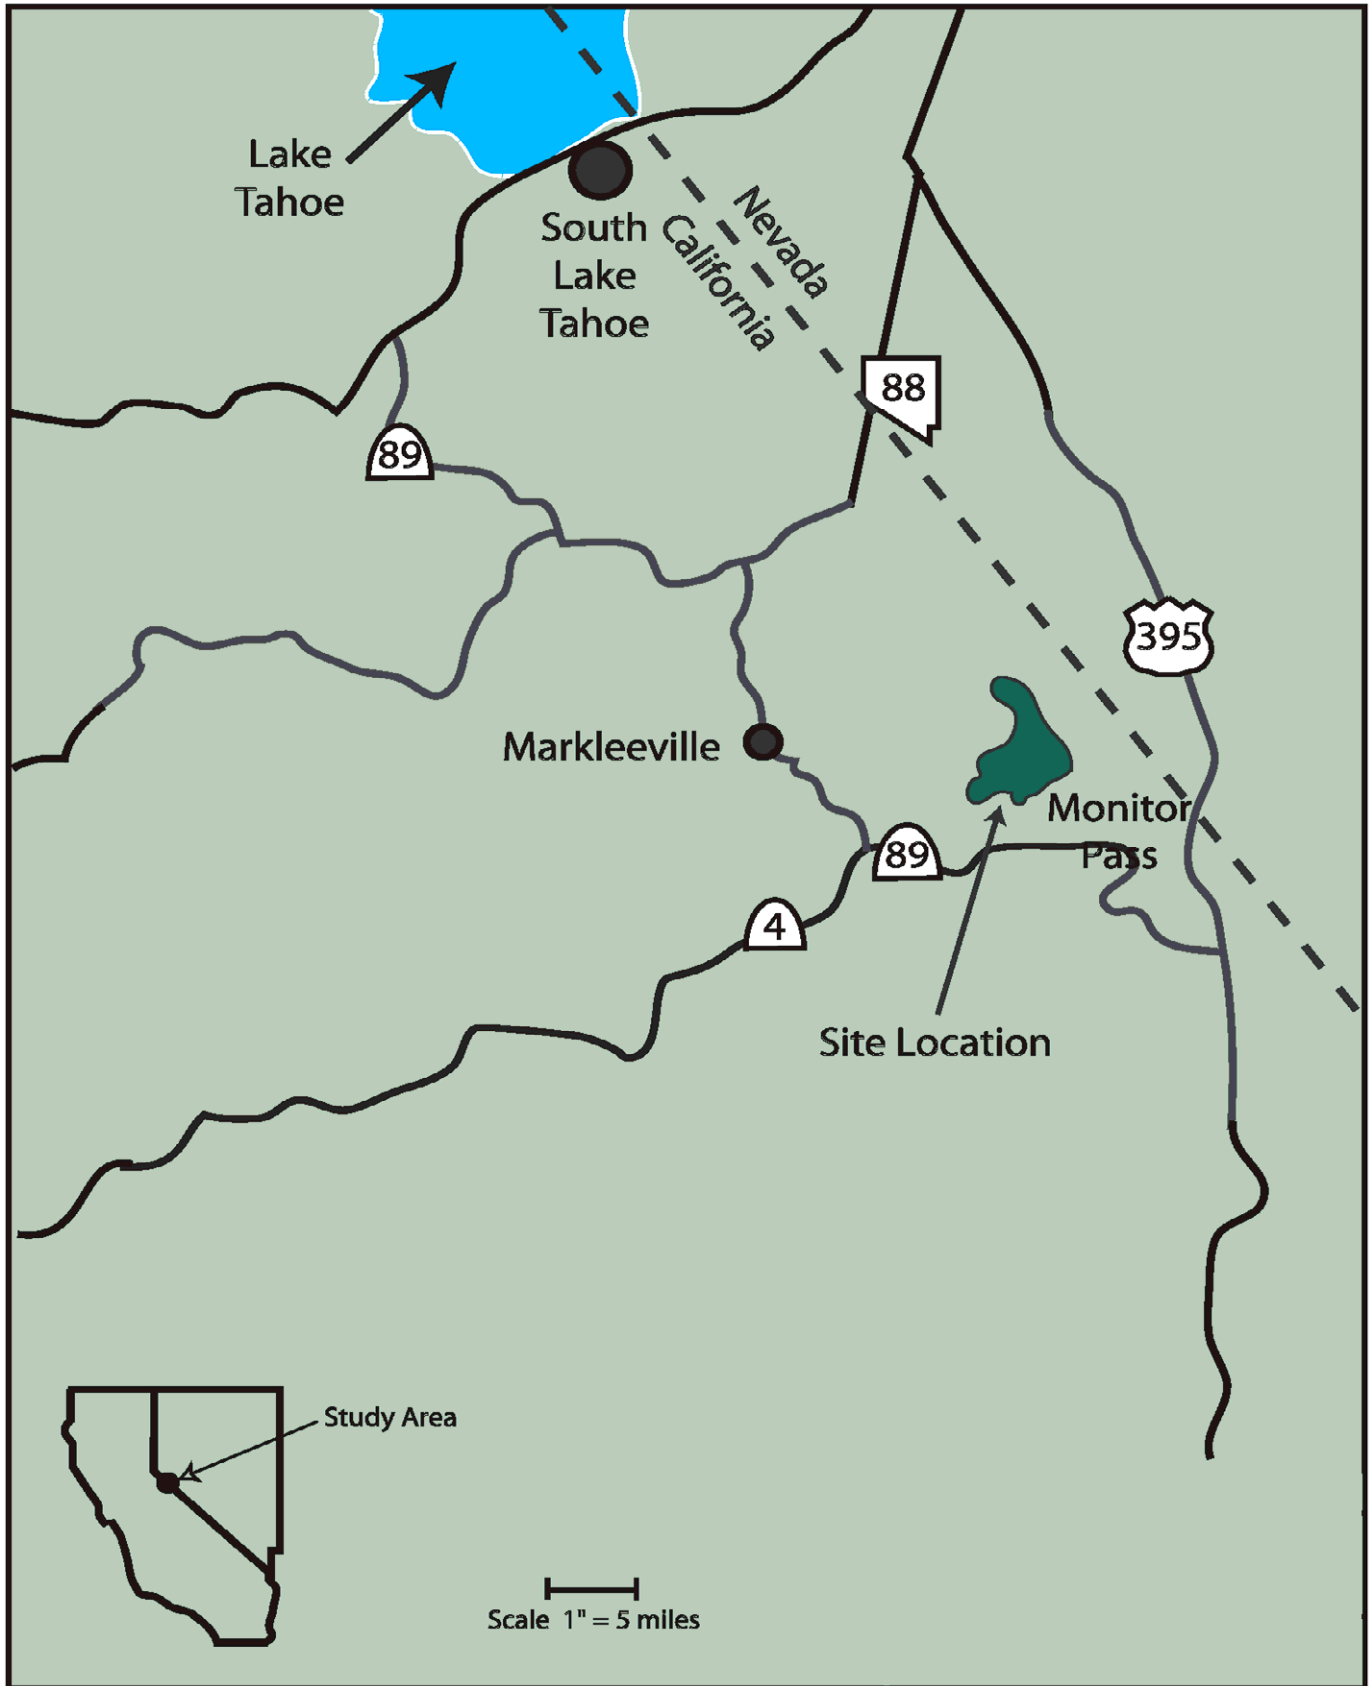 Lake
Tahoe
South
Lake
Tahoe
Nevada
California
88
89
395
Markleeville
Monitor
Pass
89
4
Site Location
Study Area
Scale 1" = 5 miles